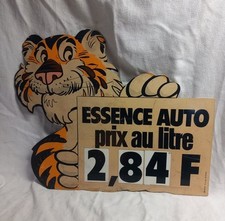 ESSENCE AUTO
prix au litre
2,84 F